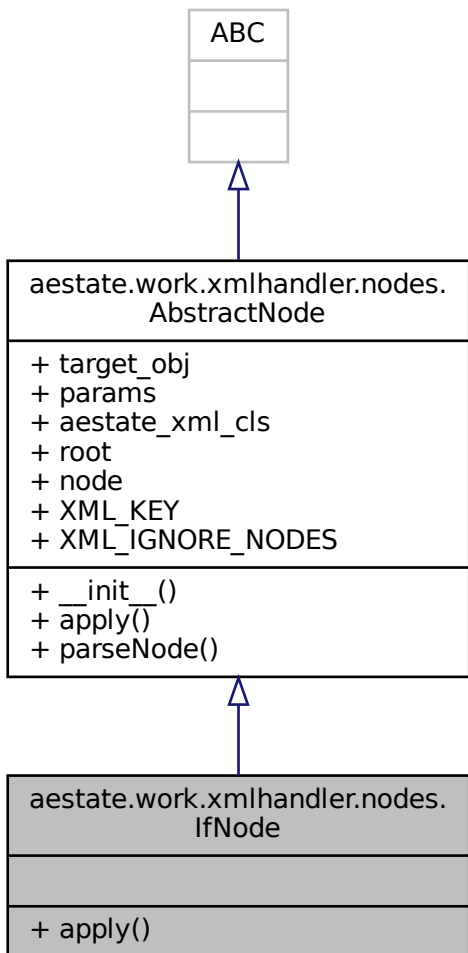 ABC
aestate.work.xmlhandler.nodes.
AbstractNode
+ target_obj
+ params
+ aestate_xml_cls
+ root
+ node
+ XML_KEY
+ XML_IGNORE_NODES
+ __init__()
+ apply()
+ parseNode()
aestate.work.xmlhandler.nodes.
IfNode
+ apply()